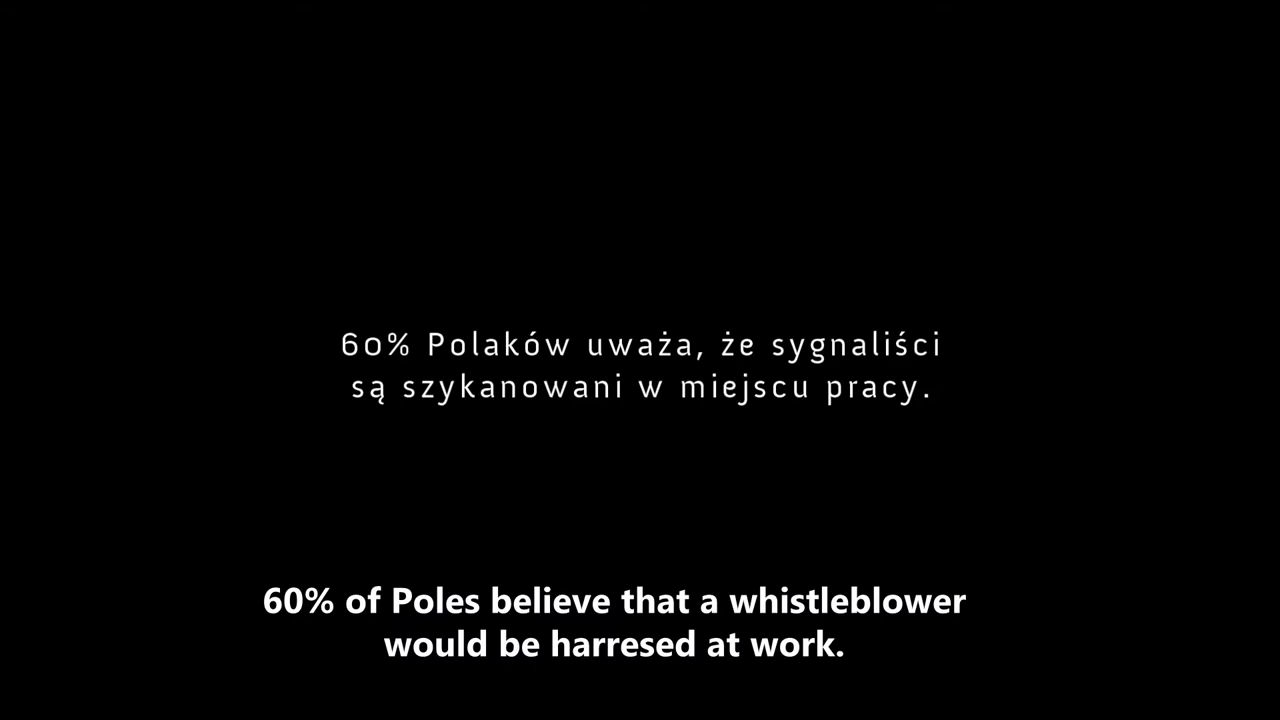 60% Polaków uważa, że sygnaliści
są szykanowani w miejscu pracy.
60% of Poles believe that a whistleblower
would be harresed at work.